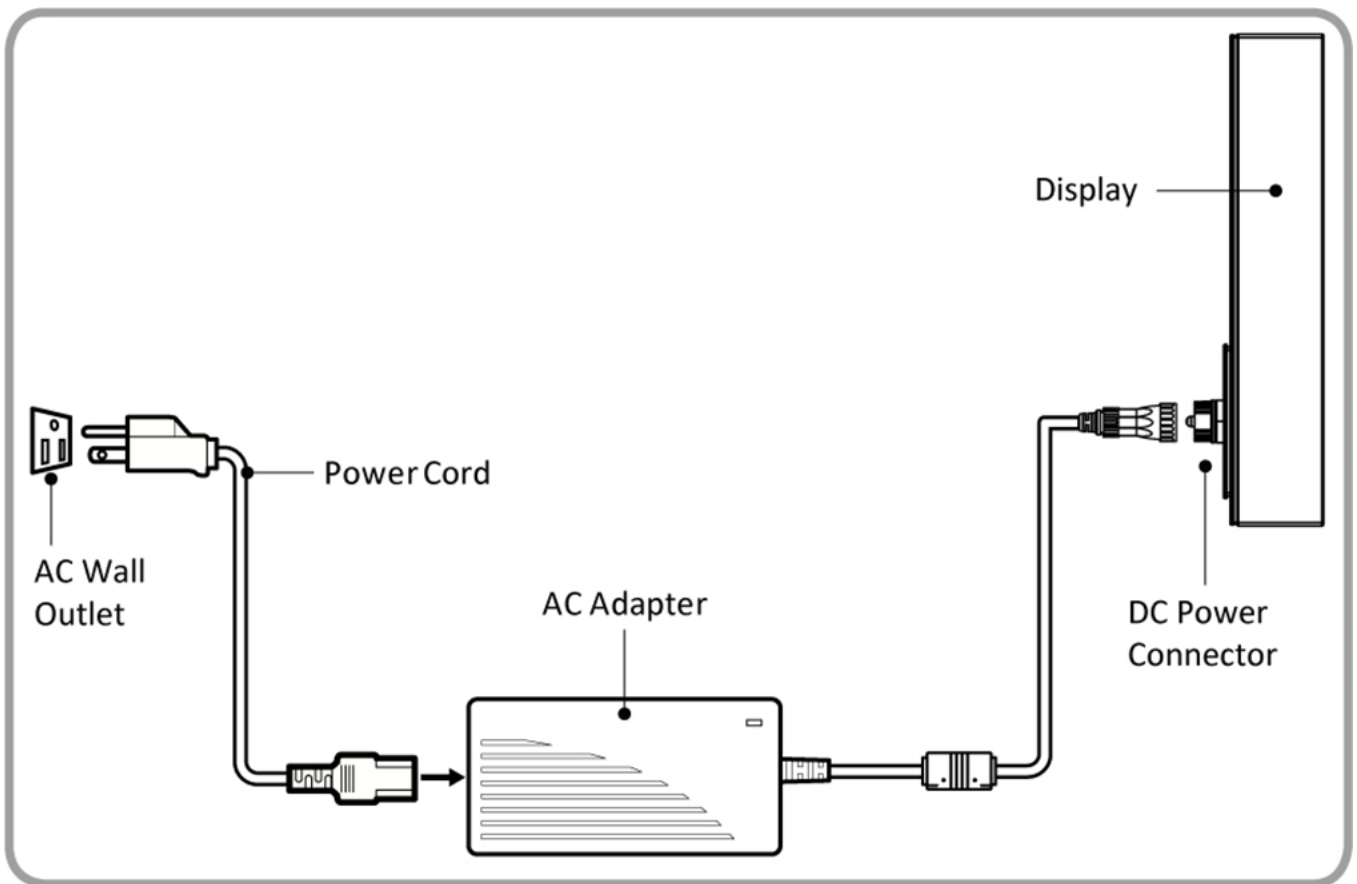 Display
Power Cord
AC Wall
Outlet
AC Adapter
DC Power
Connector